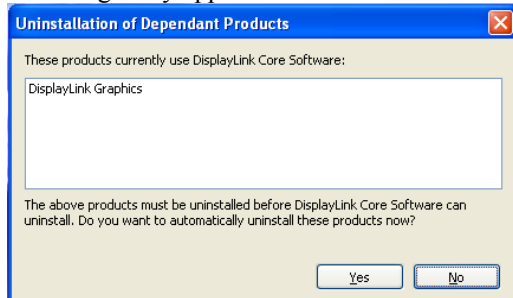 Uninstallation of Dependant Products
These products currently use DisplayLink Core Software:
DisplayLink Graphics
The above products must be uninstalled before DisplayLink Core Software can
uninstall. Do you want to automatically uninstall these products now?
Yes No